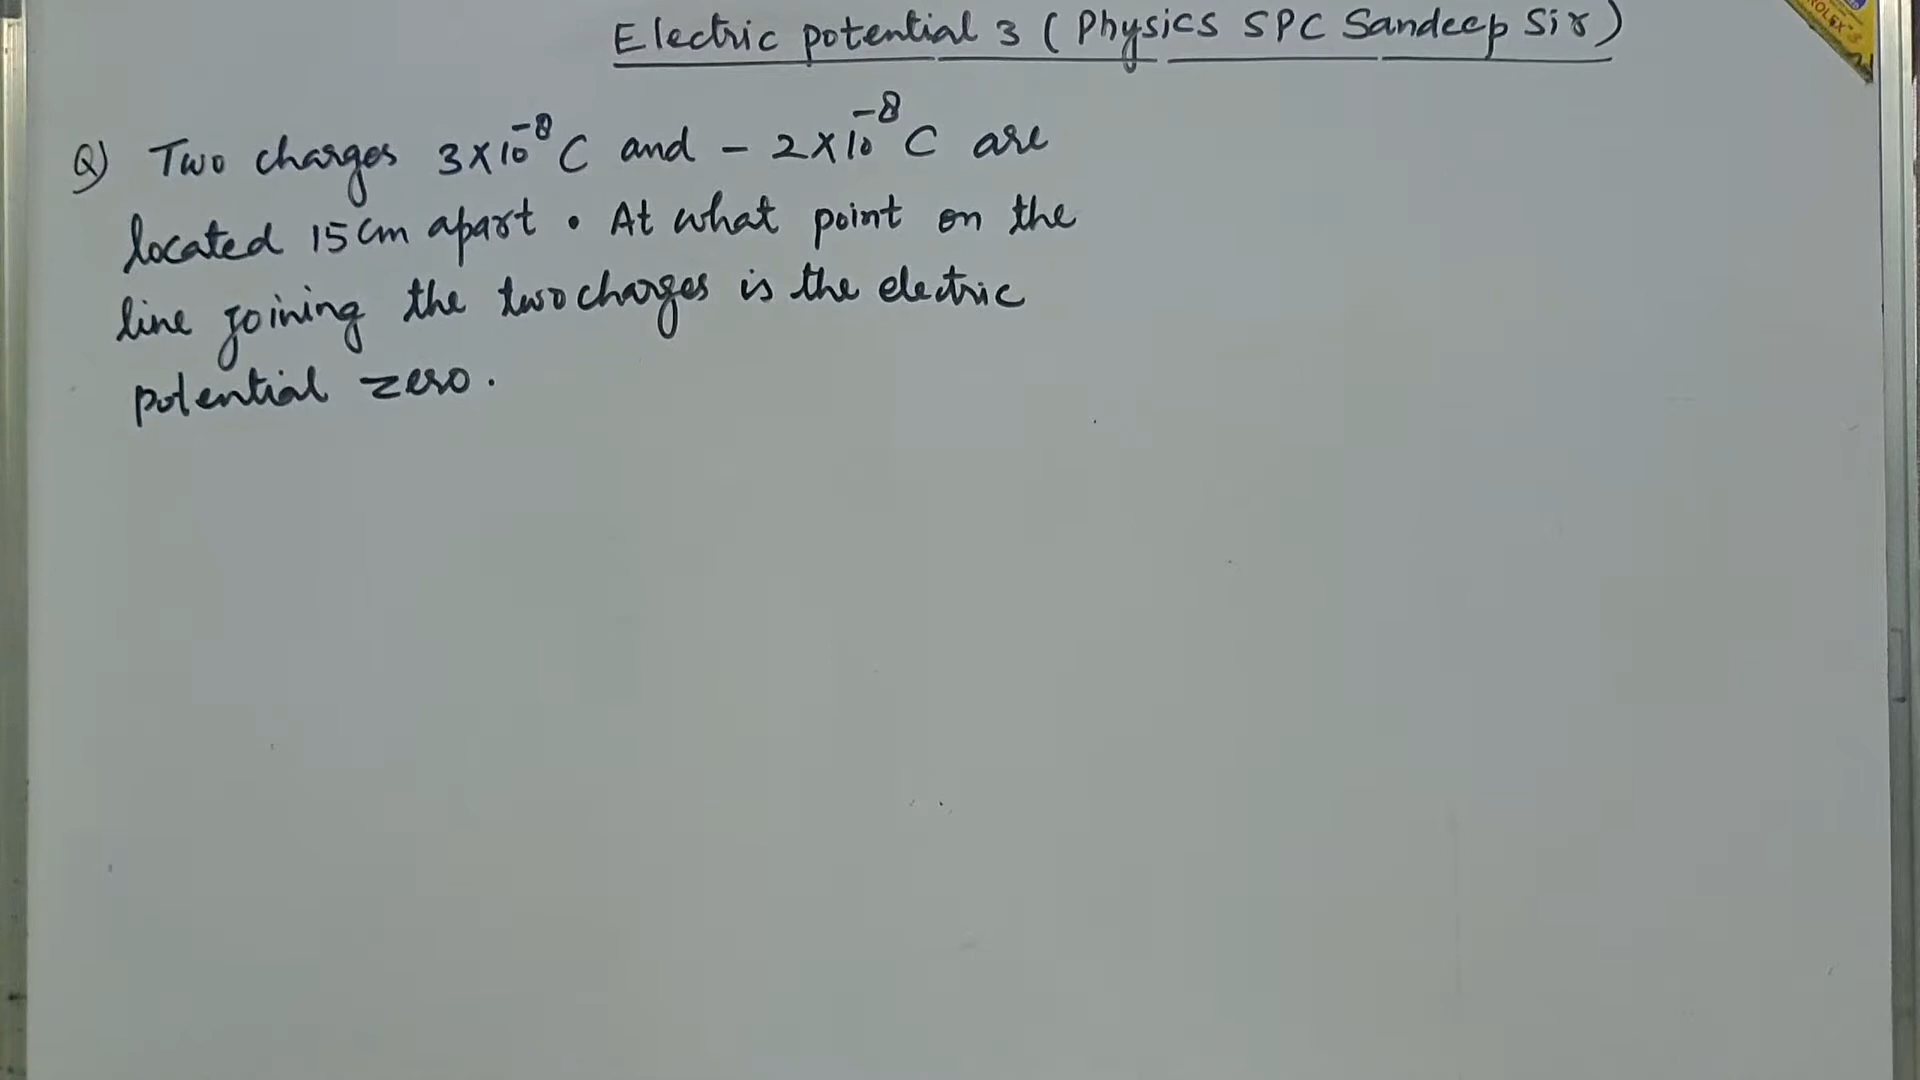 Electric potential 3 (Physics SPC Sandeep Sir)
Q) Two charges 3×10⁻⁸ C and - 2×10⁻⁸ C are
located 15 cm apart . At what point on the
line joining the two charges is the electric
potential zero .